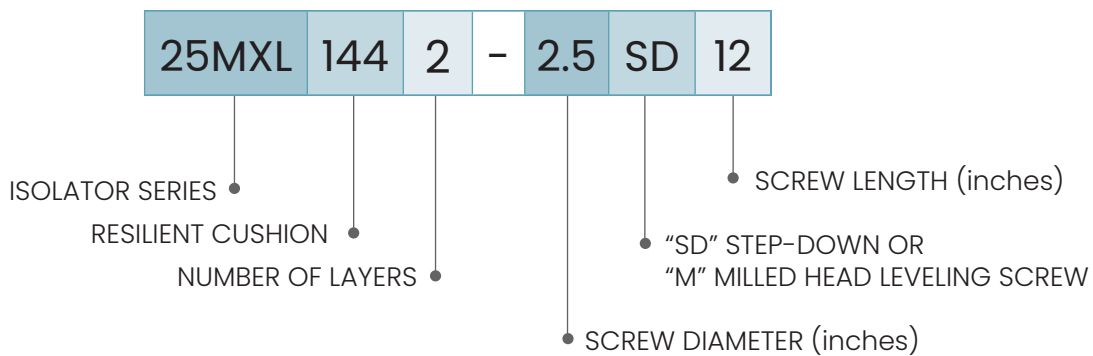 25MXL 144 2 - 2.5 SD 12
ISOLATOR SERIES
RESILIENT CUSHION
NUMBER OF LAYERS
SCREW LENGTH (inches)
“SD” STEP-DOWN OR
“M” MILLED HEAD LEVELING SCREW
SCREW DIAMETER (inches)